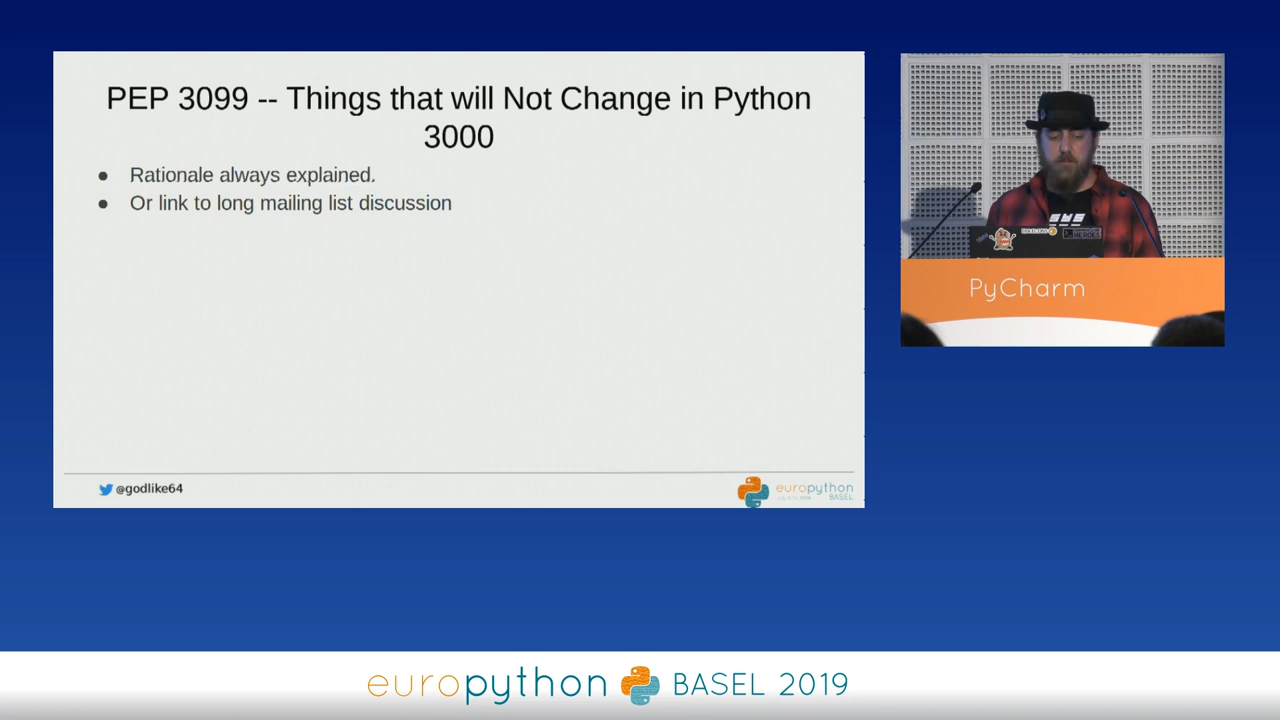 PEP 3099 -- Things that will Not Change in Python
3000
● Rationale always explained.
● Or link to long mailing list discussion
@godlike64
europython
BASEL
SYS
PyCharm
europython BASEL 2019